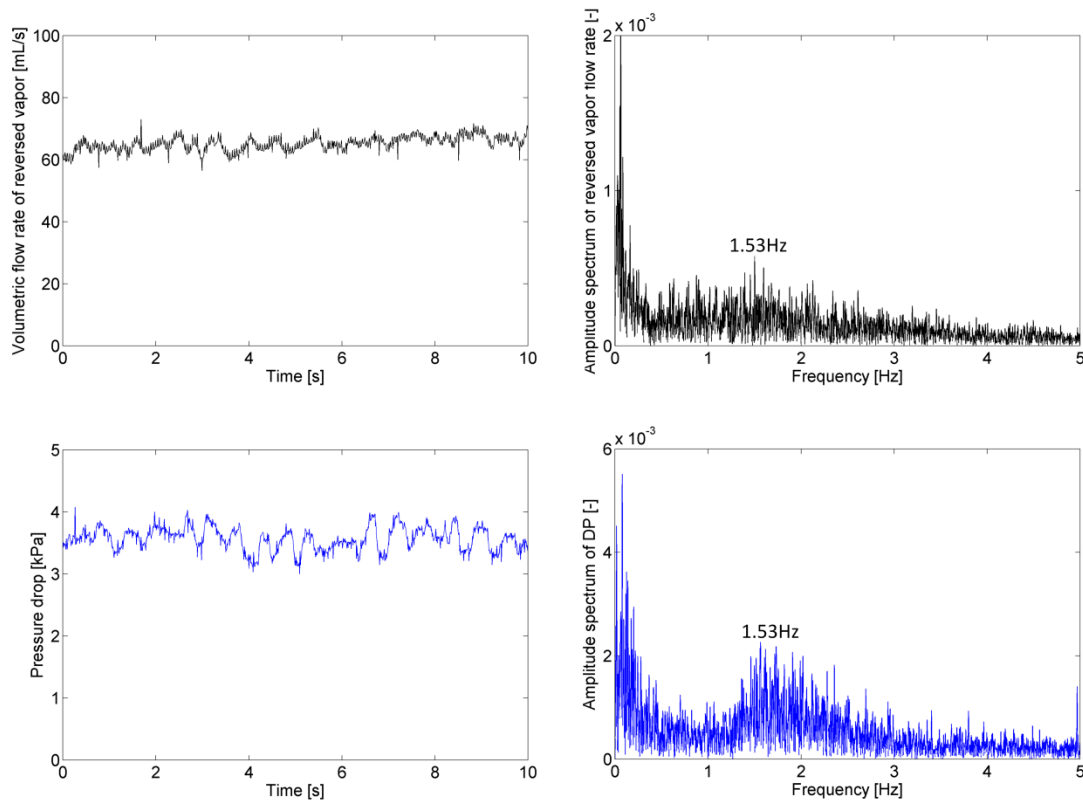 Volumetric flow rate of reversed vapor [mL/s]
100
80
60
40
20
0
0 2 4 6 8 10
Time [s]
Amplitude spectrum of reversed vapor flow rate [-]
2 x 10 -3
1
0
1.53Hz
0 1 2 3 4 5
Frequency [Hz]
Pressure drop [kPa]
5
4
3
2
1
0
0 2 4 6 8 10
Time [s]
Amplitude spectrum of DP [-]
6 x 10 -3
4
2
0
1.53Hz
0 1 2 3 4 5
Frequency [Hz]